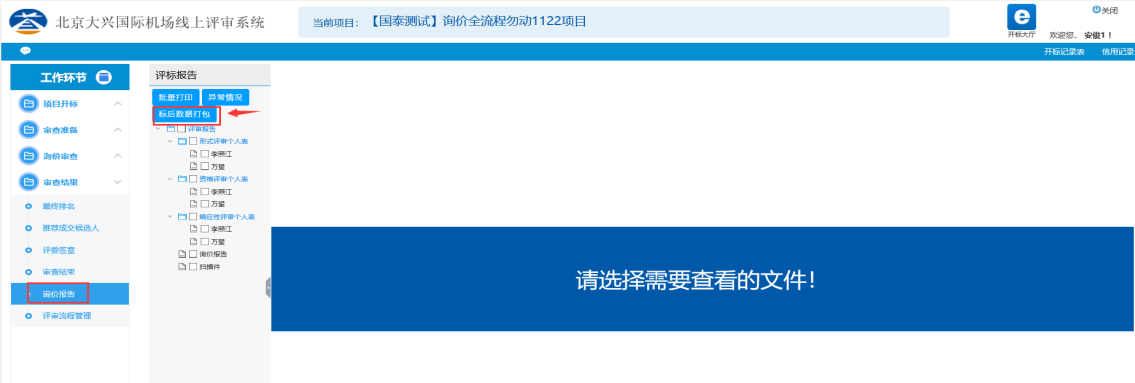 北京大兴国际机场线上评审系统
当前项目：【国泰测试】询价全流程勿动1122项目
关闭
开标大厅
欢迎您，安俊1！
开标记录表 信用记录
工作环节
项目开标
审查准备
询价审查
审查结果
最终排名
推荐成交候选人
评委签章
审查结束
询价报告
评审流程管理
评标报告
批量打印 异常情况
标后数据打包
评审报告
形式评审个人表
李熙江
万星
资格评审个人表
李熙江
万星
响应性评审个人表
李熙江
万星
询价报告
扫描件
请选择需要查看的文件！